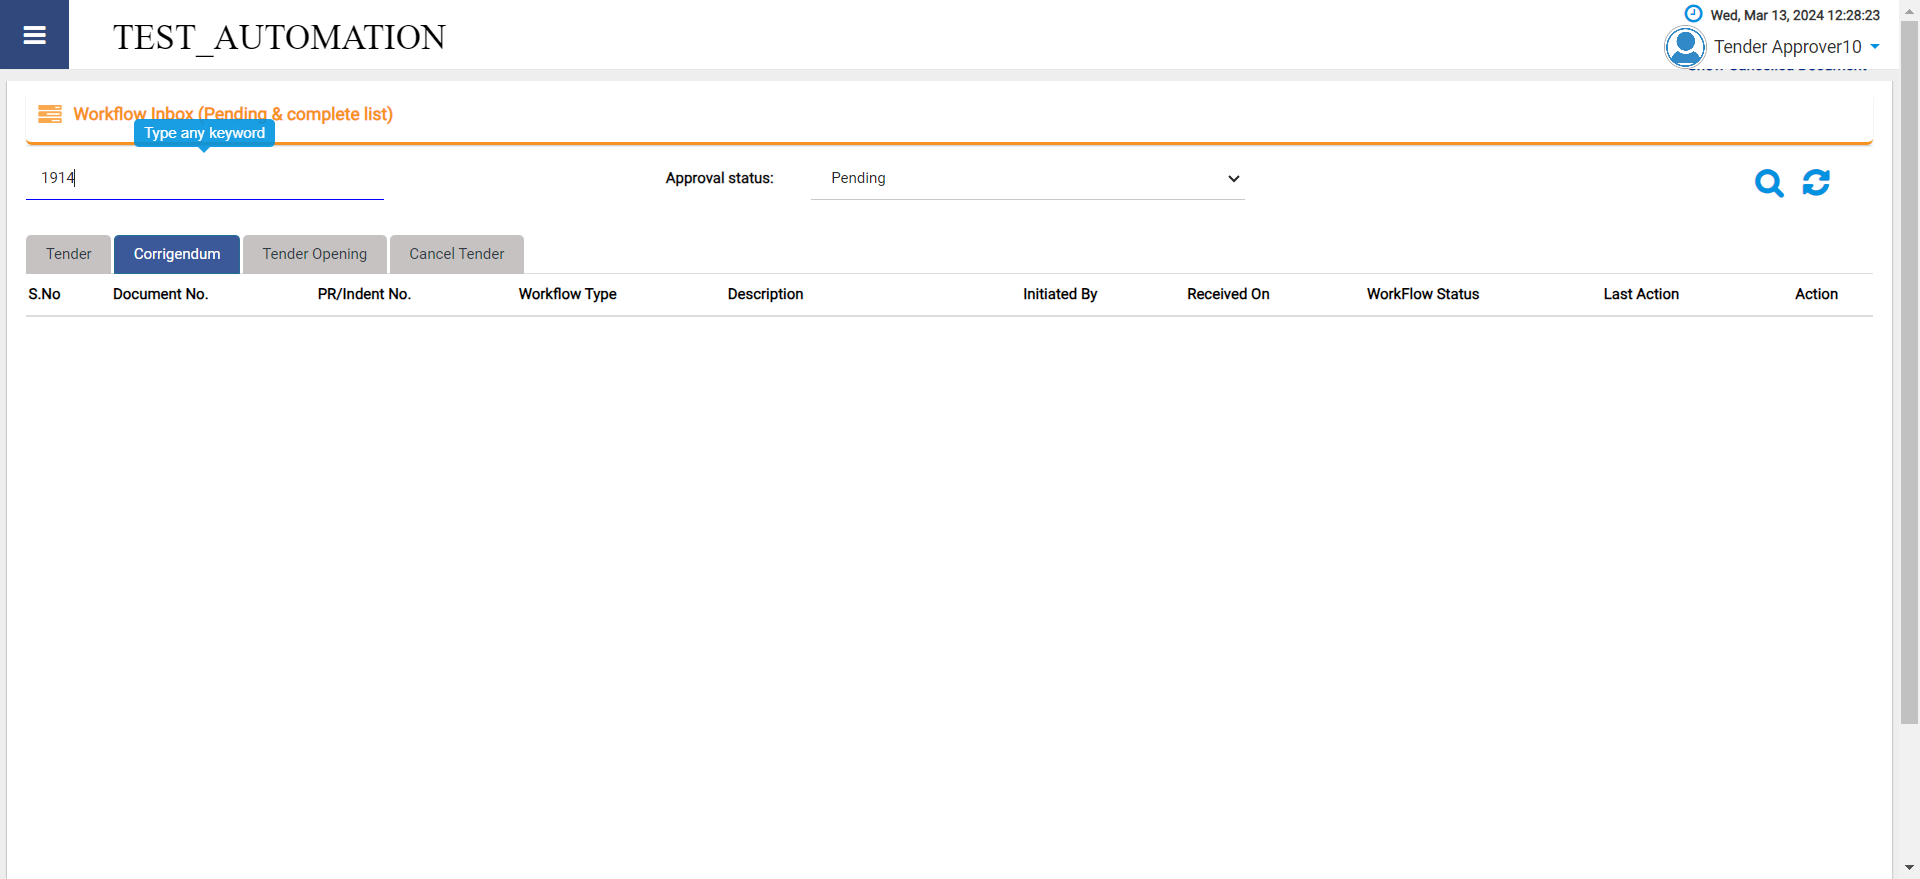 TEST_AUTOMATION
Wed, Mar 13, 2024 12:28:23
Tender Approver10
Workflow Inbox (Pending & complete list)
Type any keyword
1914
Approval status:
Pending
Tender
Corrigendum
Tender Opening
Cancel Tender
S.No Document No. PR/Indent No. Workflow Type Description Initiated By Received On WorkFlow Status Last Action Action